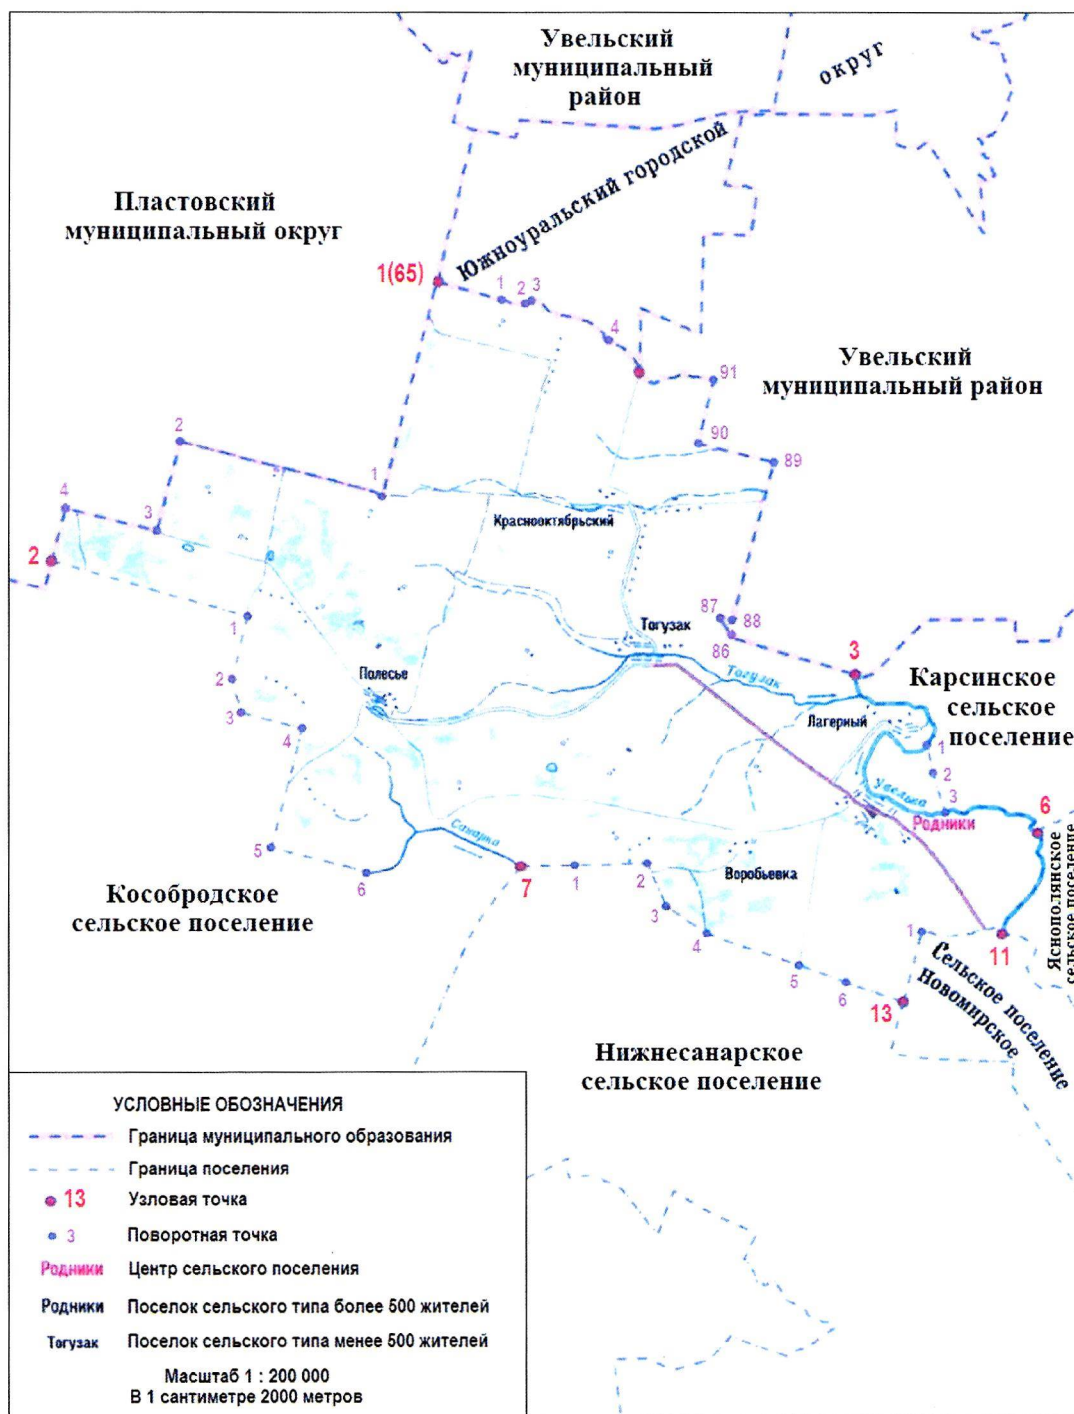 Увельский
муниципальный
район
округ
Южноуральский городской
Пластовский
муниципальный округ
1(65)
1
2
3
4
Увельский
муниципальный район
91
90
89
2
1
4
3
2
Краснооктябрьский
1
87
88
86
Тогузак
3
Тогузак
2
Полесье
Карсинское
сельское
поселение
3
4
Лагерный
1
2
Увелька
3
6
Родники
Санарка
5
6
7
1
2
Воробьевка
3
4
5
6
1
13
11
Яснополянское
сельское поселение
Кособродское
сельское поселение
Сельское поселение
Новомирское
Нижнесанарское
сельское поселение
УСЛОВНЫЕ ОБОЗНАЧЕНИЯ
Граница муниципального образования
Граница поселения
13 Узловая точка
3 Поворотная точка
Родники Центр сельского поселения
Родники Поселок сельского типа более 500 жителей
Тогузак Поселок сельского типа менее 500 жителей
Масштаб 1 : 200 000
В 1 сантиметре 2000 метров